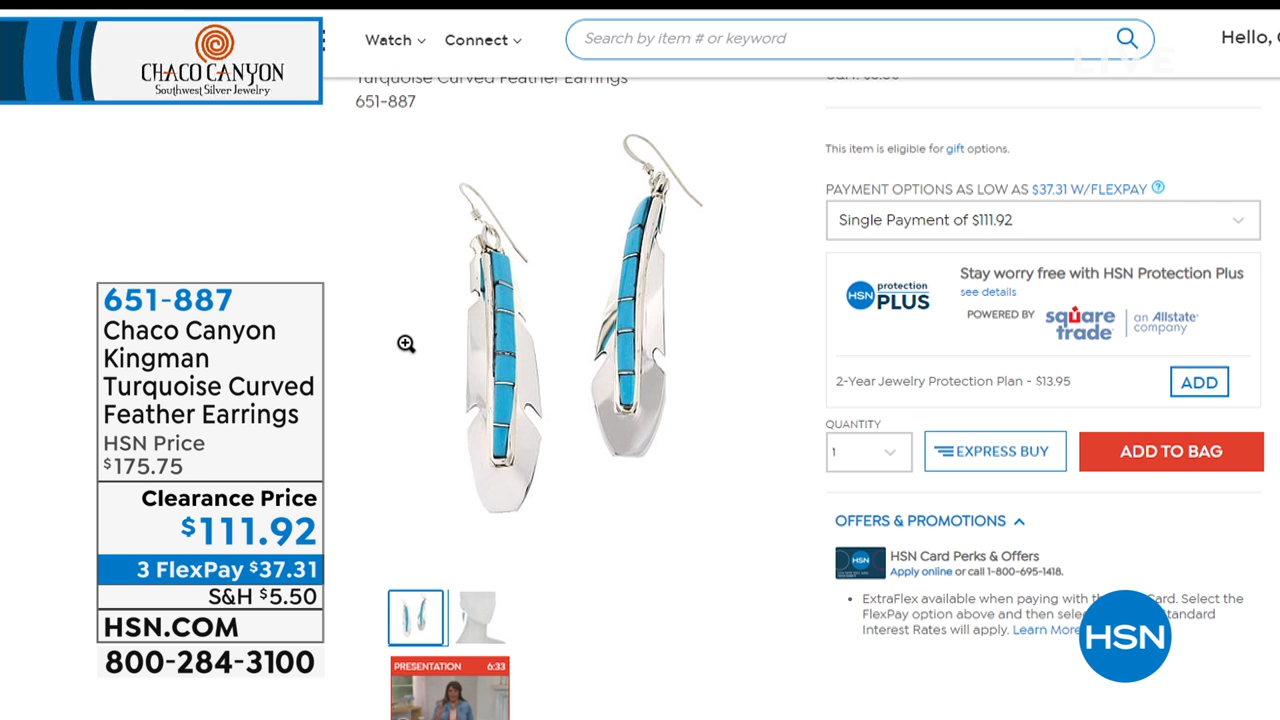 CHACO CANYON
Southwest Silver Jewelry
Watch
Connect
Search by item # or keyword
Hello,
LIVE
Turquoise Curved Feather Earrings
651-887
This item is eligible for gift options.
PAYMENT OPTIONS AS LOW AS $37.31 W/FLEXPAY ?
Single Payment of $111.92
HSN protection PLUS
Stay worry free with HSN Protection Plus
see details
POWERED BY square trade | an Allstate company
2-Year Jewelry Protection Plan - $13.95
ADD
QUANTITY
1
EXPRESS BUY
ADD TO BAG
OFFERS & PROMOTIONS
HSN
HSN Card Perks & Offers
Apply online or call 1-800-695-1418.
• ExtraFlex available when paying with Card. Select the
FlexPay option above and then
Interest Rates will apply. Learn More
HSN
651-887
Chaco Canyon
Kingman
Turquoise Curved
Feather Earrings
HSN Price
$175.75
Clearance Price
$111.92
3 FlexPay $37.31
S&H $5.50
HSN.COM
800-284-3100
PRESENTATION 6:33